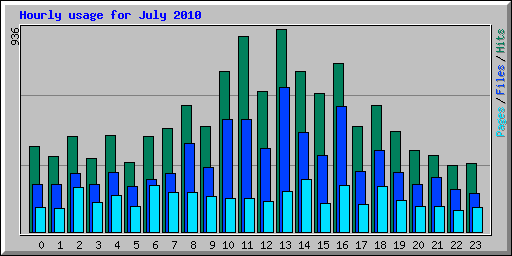 Hourly usage for July 2010
936
Pages/Files/Hits
0 1 2 3 4 5 6 7 8 9 10 11 12 13 14 15 16 17 18 19 20 21 22 23